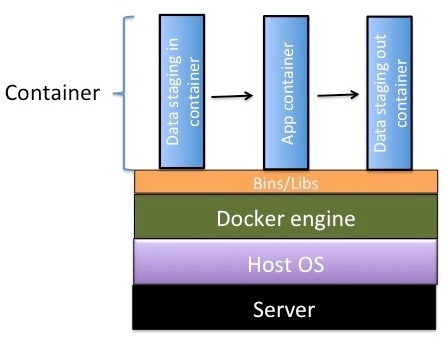 Container
Data staging in
container
App container
Data staging out
container
Bins/Libs
Docker engine
Host OS
Server